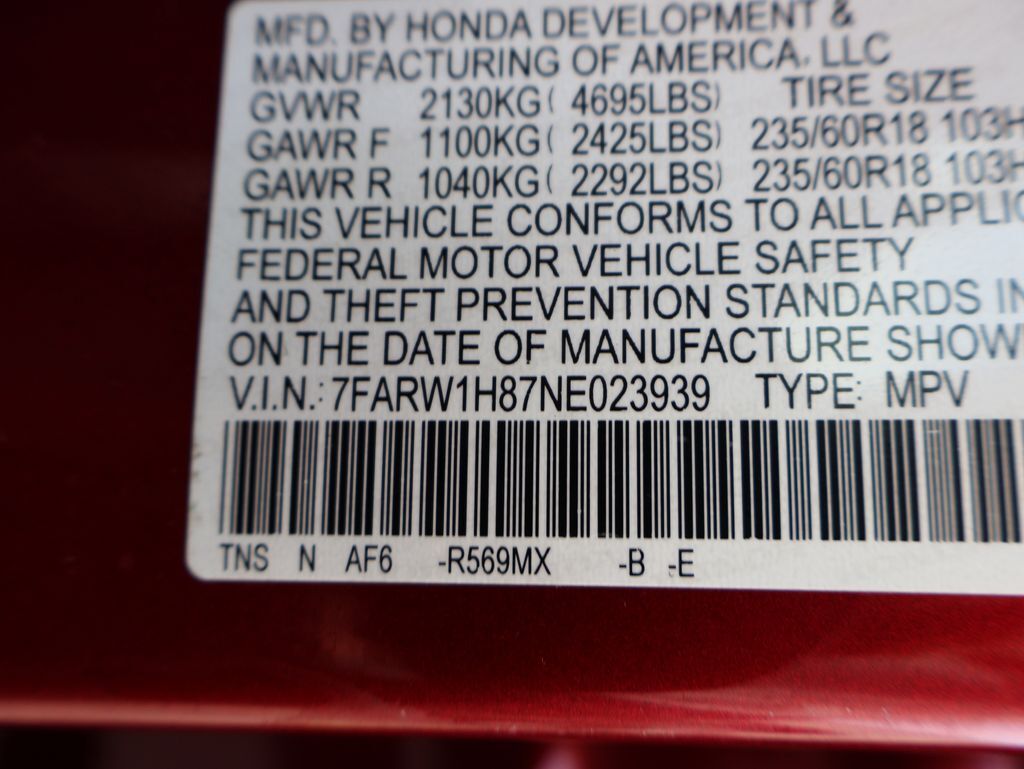 MFD. BY HONDA DEVELOPMENT &
MANUFACTURING OF AMERICA, LLC
GVWR 2130KG( 4695LBS) TIRE SIZE
GAWR F 1100KG( 2425LBS) 235/60R18 103H
GAWR R 1040KG( 2292LBS) 235/60R18 103H
THIS VEHICLE CONFORMS TO ALL APPLIC
FEDERAL MOTOR VEHICLE SAFETY
AND THEFT PREVENTION STANDARDS IN
ON THE DATE OF MANUFACTURE SHOW
V.I.N.: 7FARW1H87NE023939 TYPE: MPV
TNS N AF6 -R569MX -B -E